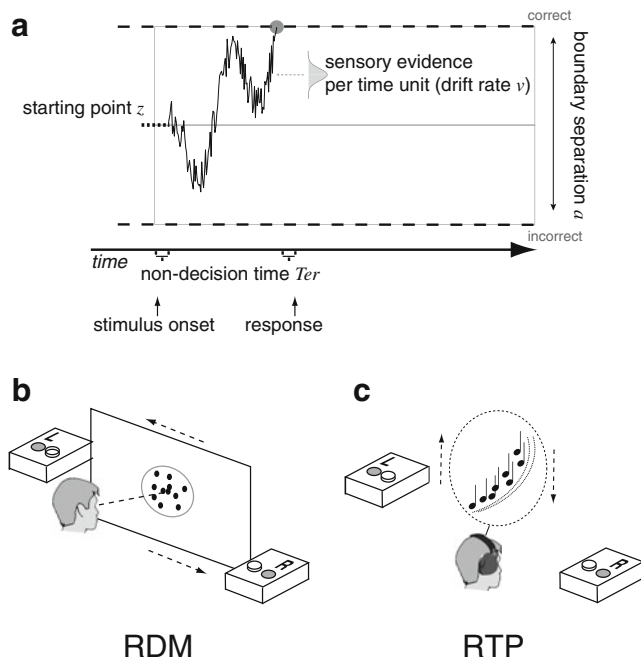 a
correct
sensory evidence
per time unit (drift rate v)
starting point z
boundary separation a
incorrect
time
non-decision time Ter
stimulus onset
response
b
c
L
L
R
R
RDM
RTP